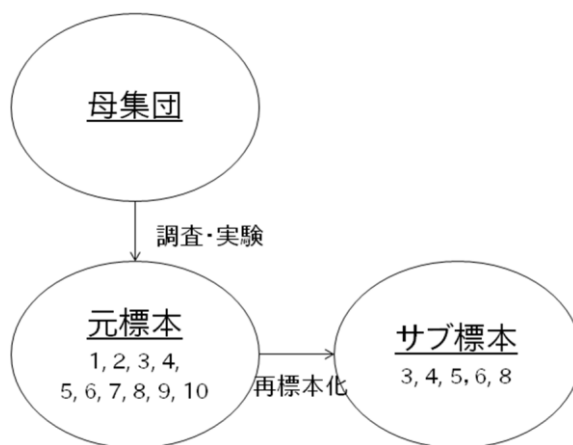 母集団
調査・実験
元標本
1, 2, 3, 4,
5, 6, 7, 8, 9, 10
再標本化
サブ標本
3, 4, 5, 6, 8